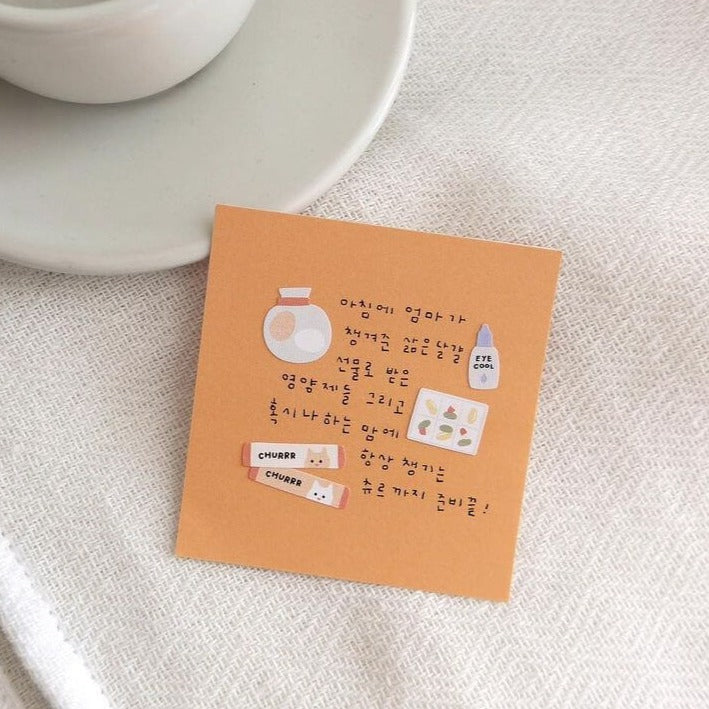 아침에 엄마가
챙겨준 삶은달걀
EYE
COOL
선물로 받은
영양제들 그리고
혹시나하는 맘에
CHURRR
항상 챙기는
CHURRR
츄르까지 준비끝!